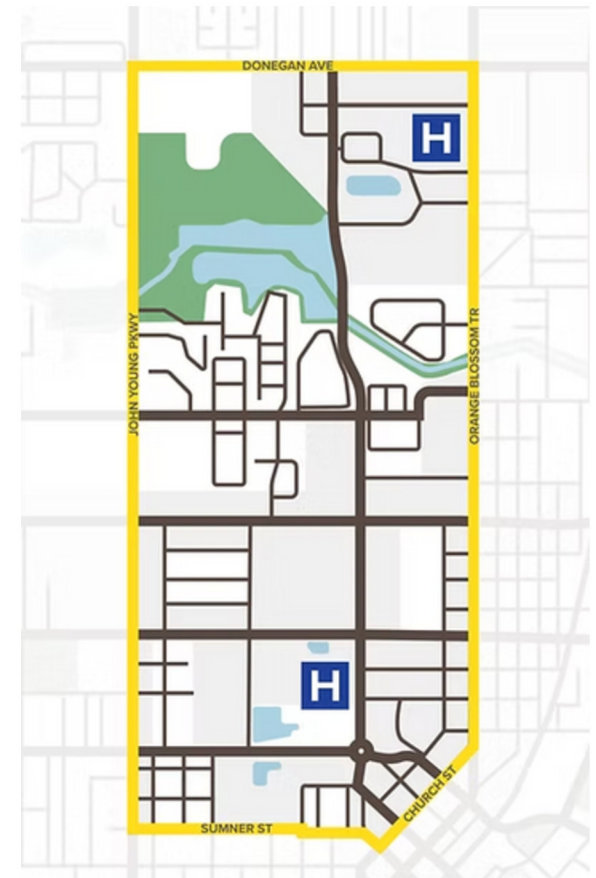 DONEGAN AVE
H
JOHN YOUNG PKWY
ORANGE BLOSSOM TR
H
CHURCH ST
SUMNER ST